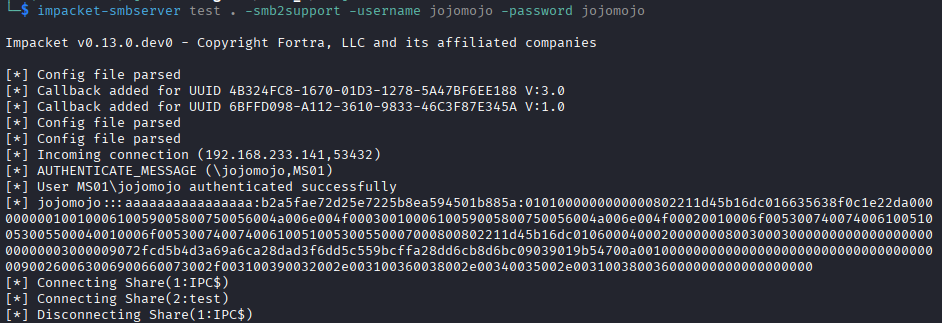 └─$ impacket-smbserver test . -smb2support -username jojomojo -password jojomojo
Impacket v0.13.0.dev0 - Copyright Fortra, LLC and its affiliated companies
[*] Config file parsed
[*] Callback added for UUID 4B324FC8-1670-01D3-1278-5A47BF6EE188 V:3.0
[*] Callback added for UUID 6BFFD098-A112-3610-9833-46C3F87E345A V:1.0
[*] Config file parsed
[*] Config file parsed
[*] Incoming connection (192.168.233.141,53432)
[*] AUTHENTICATE_MESSAGE (\jojomojo,MS01)
[*] User MS01\jojomojo authenticated successfully
[*] jojomojo:::aaaaaaaaaaaaaaaa:b2a5fae72d25e7225b8ea594501b885a:0101000000000000802211d45b16dc016635638f0c1e22da000
[*] Connecting Share(1:IPC$)
[*] Connecting Share(2:test)
[*] Disconnecting Share(1:IPC$)